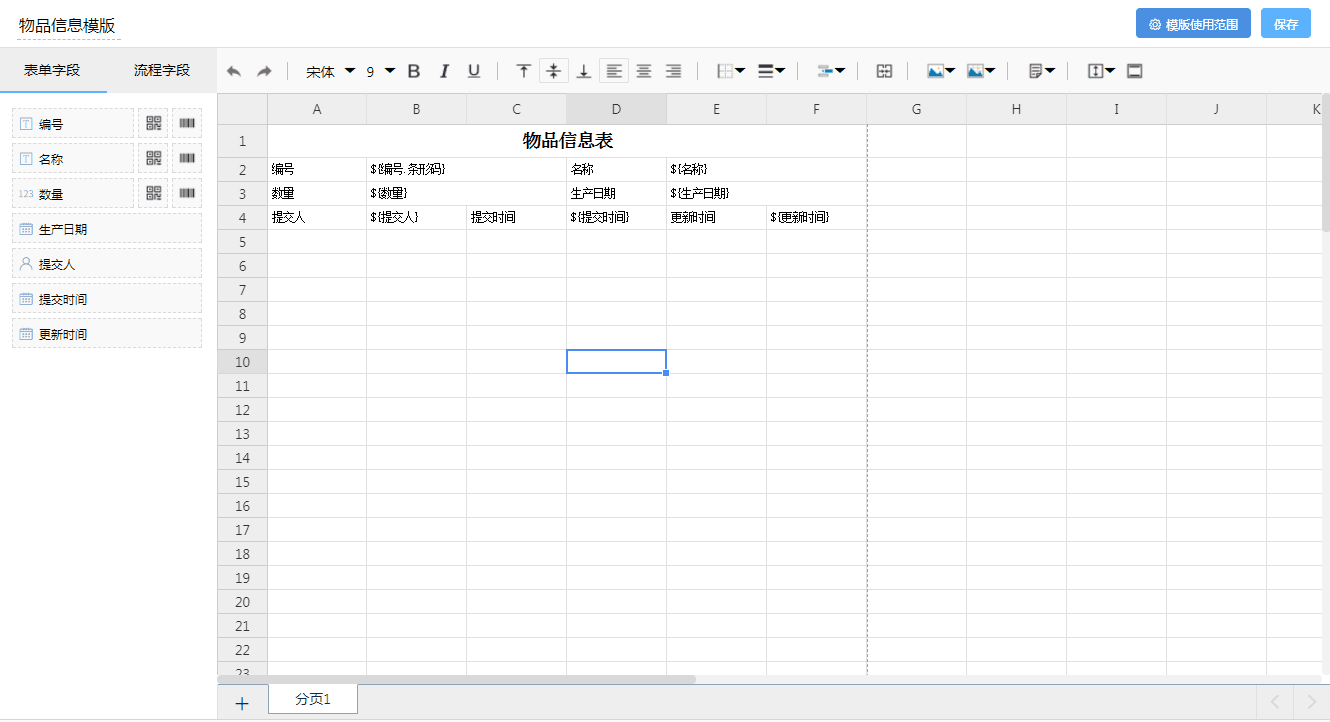 物品信息模版
模版使用范围 保存
表单字段 流程字段
宋体 9 B I U
编号
名称
123 数量
生产日期
提交人
提交时间
更新时间
A B C D E F G H I J K
1 物品信息表
2 编号 ${编号.条形码} 名称 ${名称}
3 数量 ${数量} 生产日期 ${生产日期}
4 提交人 ${提交人} 提交时间 ${提交时间} 更新时间 ${更新时间}
5
6
7
8
9
10
11
12
13
14
15
16
17
18
19
20
21
22
23
+ 分页1